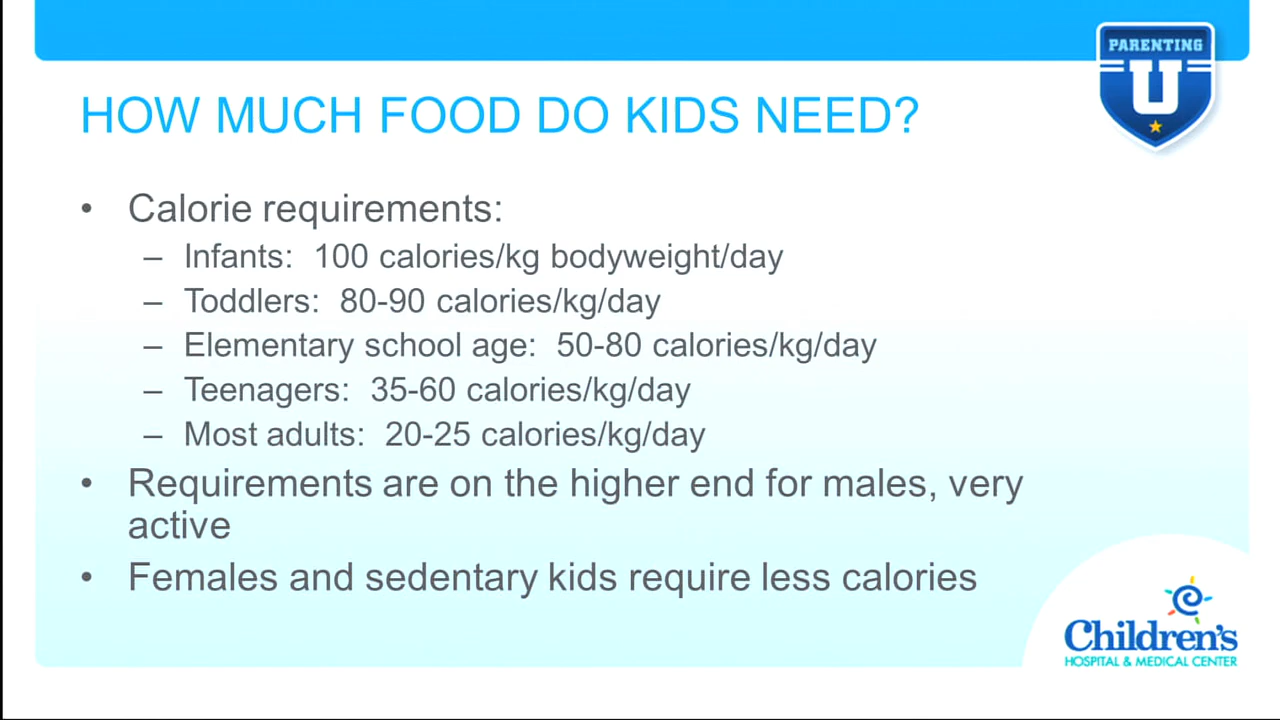 PARENTING
U
HOW MUCH FOOD DO KIDS NEED?
• Calorie requirements:
– Infants: 100 calories/kg bodyweight/day
– Toddlers: 80-90 calories/kg/day
– Elementary school age: 50-80 calories/kg/day
– Teenagers: 35-60 calories/kg/day
– Most adults: 20-25 calories/kg/day
• Requirements are on the higher end for males, very
active
• Females and sedentary kids require less calories
Children's
HOSPITAL & MEDICAL CENTER